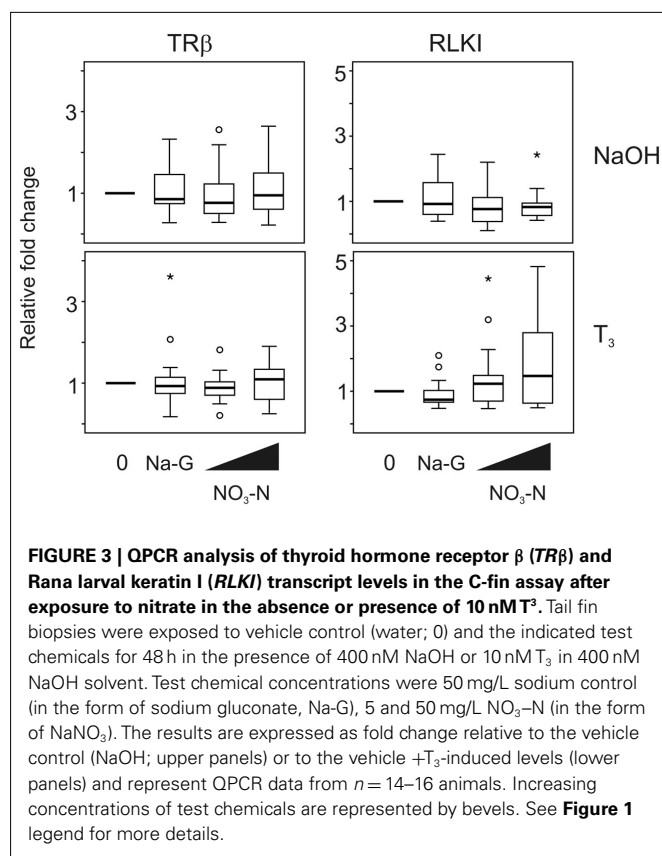 TRβ RLKI
5
3 3
1 1
NaOH
Relative fold change
5
3 3
1 1
T₃
0 Na-G 0 Na-G
NO₃-N NO₃-N
FIGURE 3 | QPCR analysis of thyroid hormone receptor β (TRβ) and
Rana larval keratin I (RLKI) transcript levels in the C-fin assay after
exposure to nitrate in the absence or presence of 10 nM T³. Tail fin
biopsies were exposed to vehicle control (water; 0) and the indicated test
chemicals for 48 h in the presence of 400 nM NaOH or 10 nM T₃ in 400 nM
NaOH solvent. Test chemical concentrations were 50 mg/L sodium control
(in the form of sodium gluconate, Na-G), 5 and 50 mg/L NO₃–N (in the form
of NaNO₃). The results are expressed as fold change relative to the vehicle
control (NaOH; upper panels) or to the vehicle +T₃-induced levels (lower
panels) and represent QPCR data from n = 14–16 animals. Increasing
concentrations of test chemicals are represented by bevels. See Figure 1
legend for more details.